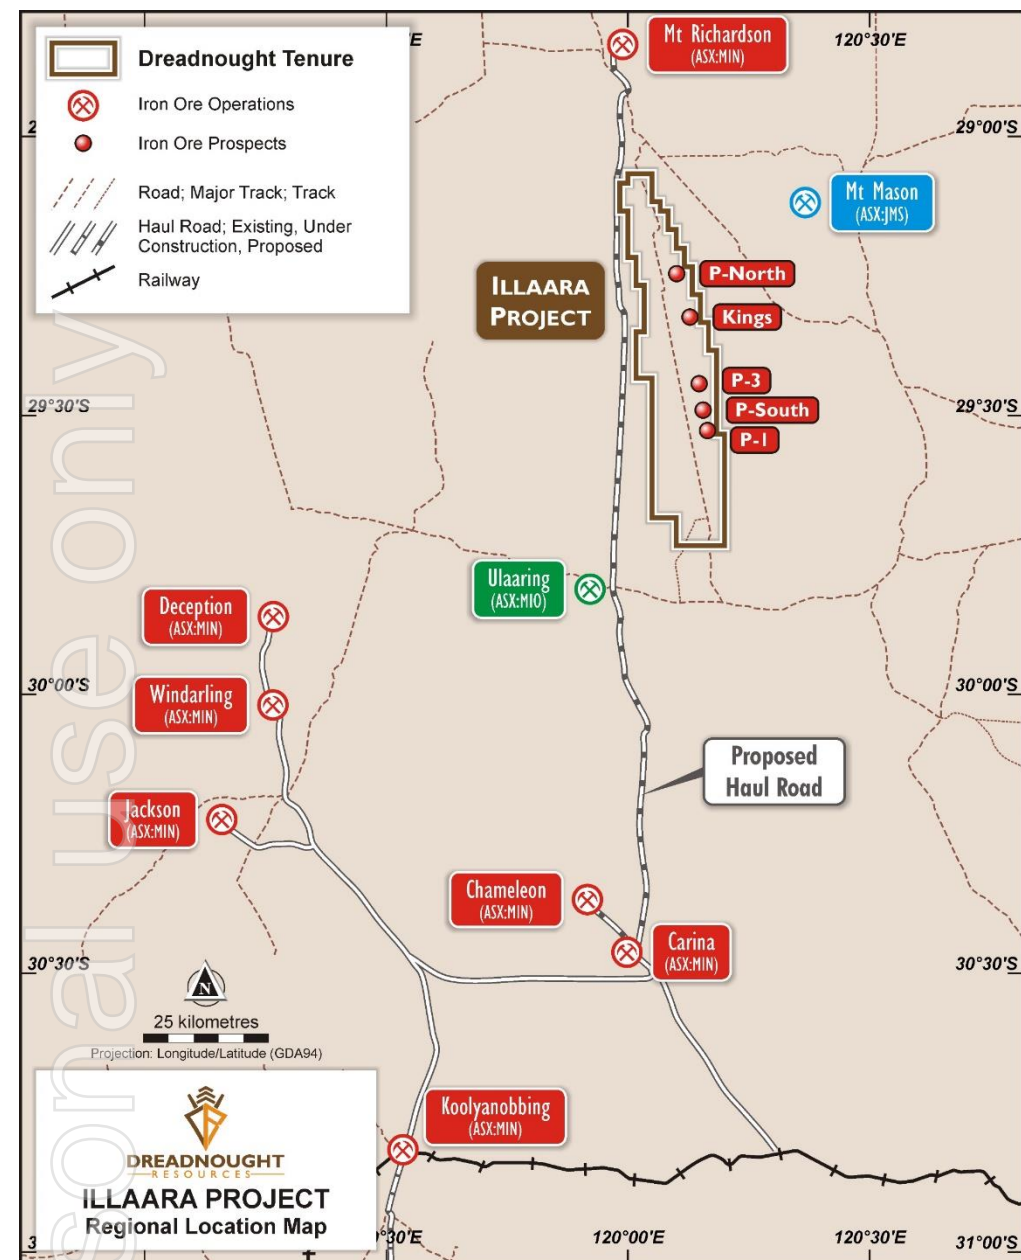 Dreadnought Tenure
Iron Ore Operations
Iron Ore Prospects
Road; Major Track; Track
Haul Road; Existing, Under
Construction, Proposed
Railway
Mt Richardson
(ASX:MIN)
120°30'E
29°00'S
Mt Mason
(ASX:JMS)
P-North
ILLAARA
PROJECT
Kings
P-3
P-South
P-1
29°30'S
29°30'S
Ulaaring
(ASX:MIO)
Deception
(ASX:MIN)
Windarling
(ASX:MIN)
30°00'S
30°00'S
Proposed
Haul Road
Jackson
(ASX:MIN)
Chameleon
(ASX:MIN)
Carina
(ASX:MIN)
30°30'S
30°30'S
N
25 kilometres
Projection: Longitude/Latitude (GDA94)
Koolyanobbing
(ASX:MIN)
DREADNOUGHT
RESOURCES
ILLAARA PROJECT
Regional Location Map
30'E
120°00'E
120°30'E
31°00'S
sonal use only